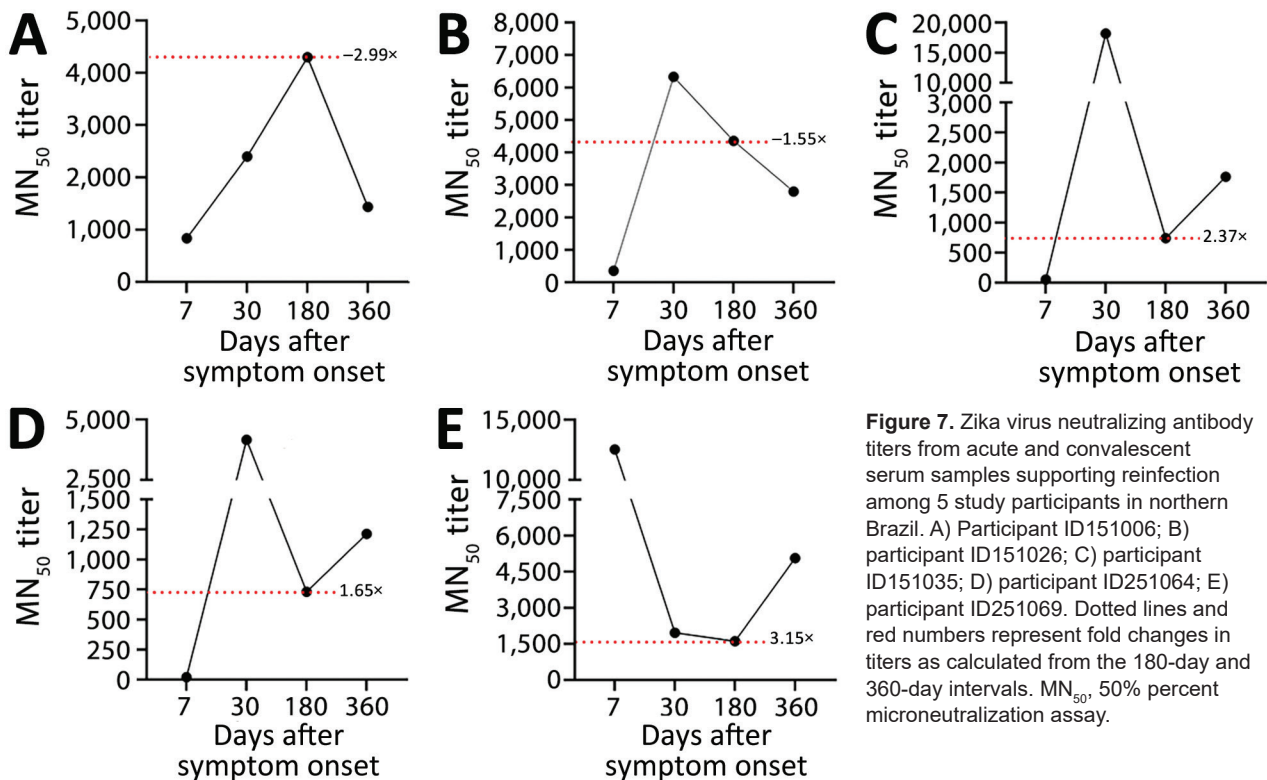 A
MN50 titer
5,000
4,000
3,000
2,000
1,000
0
−2.99×
7 30 180 360
Days after
symptom onset
B
MN50 titer
8,000
7,000
6,000
5,000
4,000
3,000
2,000
1,000
0
−1.55×
7 30 180 360
Days after
symptom onset
C
MN50 titer
20,000
15,000
10,000
3,000
2,500
2,000
1,500
1,000
500
0
2.37×
7 30 180 360
Days after
symptom onset
D
MN50 titer
5,000
2,500
1,500
1,250
1,000
750
500
250
0
1.65×
7 30 180 360
Days after
symptom onset
E
MN50 titer
15,000
10,000
7,500
6,000
4,500
3,000
1,500
0
3.15×
7 30 180 360
Days after
symptom onset
Figure 7. Zika virus neutralizing antibody
titers from acute and convalescent
serum samples supporting reinfection
among 5 study participants in northern
Brazil. A) Participant ID151006; B)
participant ID151026; C) participant
ID151035; D) participant ID251064; E)
participant ID251069. Dotted lines and
red numbers represent fold changes in
titers as calculated from the 180-day and
360-day intervals. MN50, 50% percent
microneutralization assay.